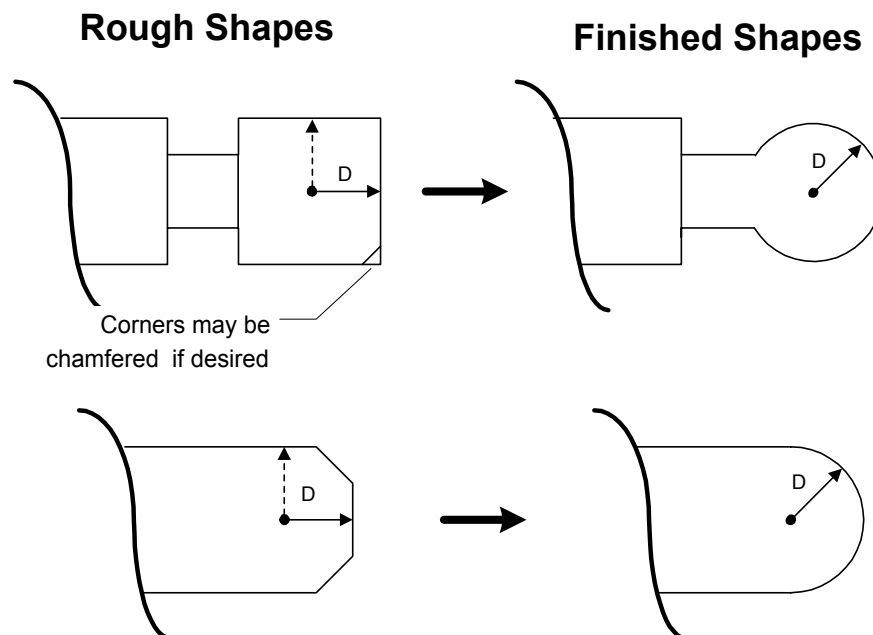 Rough Shapes
Finished Shapes
D
D
Corners may be
chamfered if desired
D
D